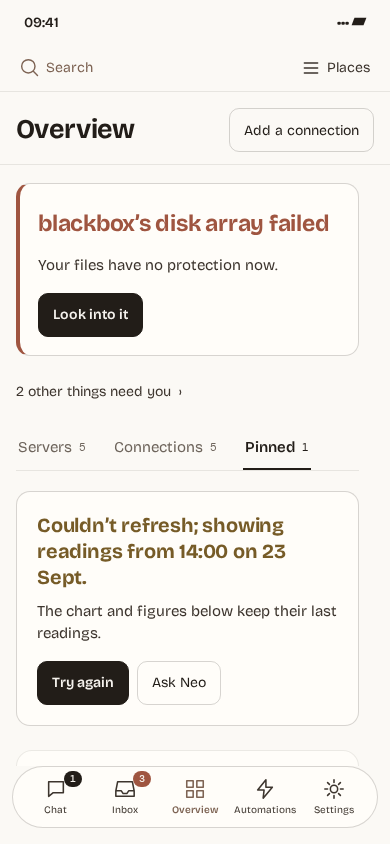 09:41
Search
Places
Overview
Add a connection
blackbox’s disk array failed
Your files have no protection now.
Look into it
2 other things need you ›
Servers 5
Connections 5
Pinned 1
Couldn’t refresh; showing
readings from 14:00 on 23
Sept.
The chart and figures below keep their last
readings.
Try again
Ask Neo
1
3
Chat
Inbox
Overview
Automations
Settings